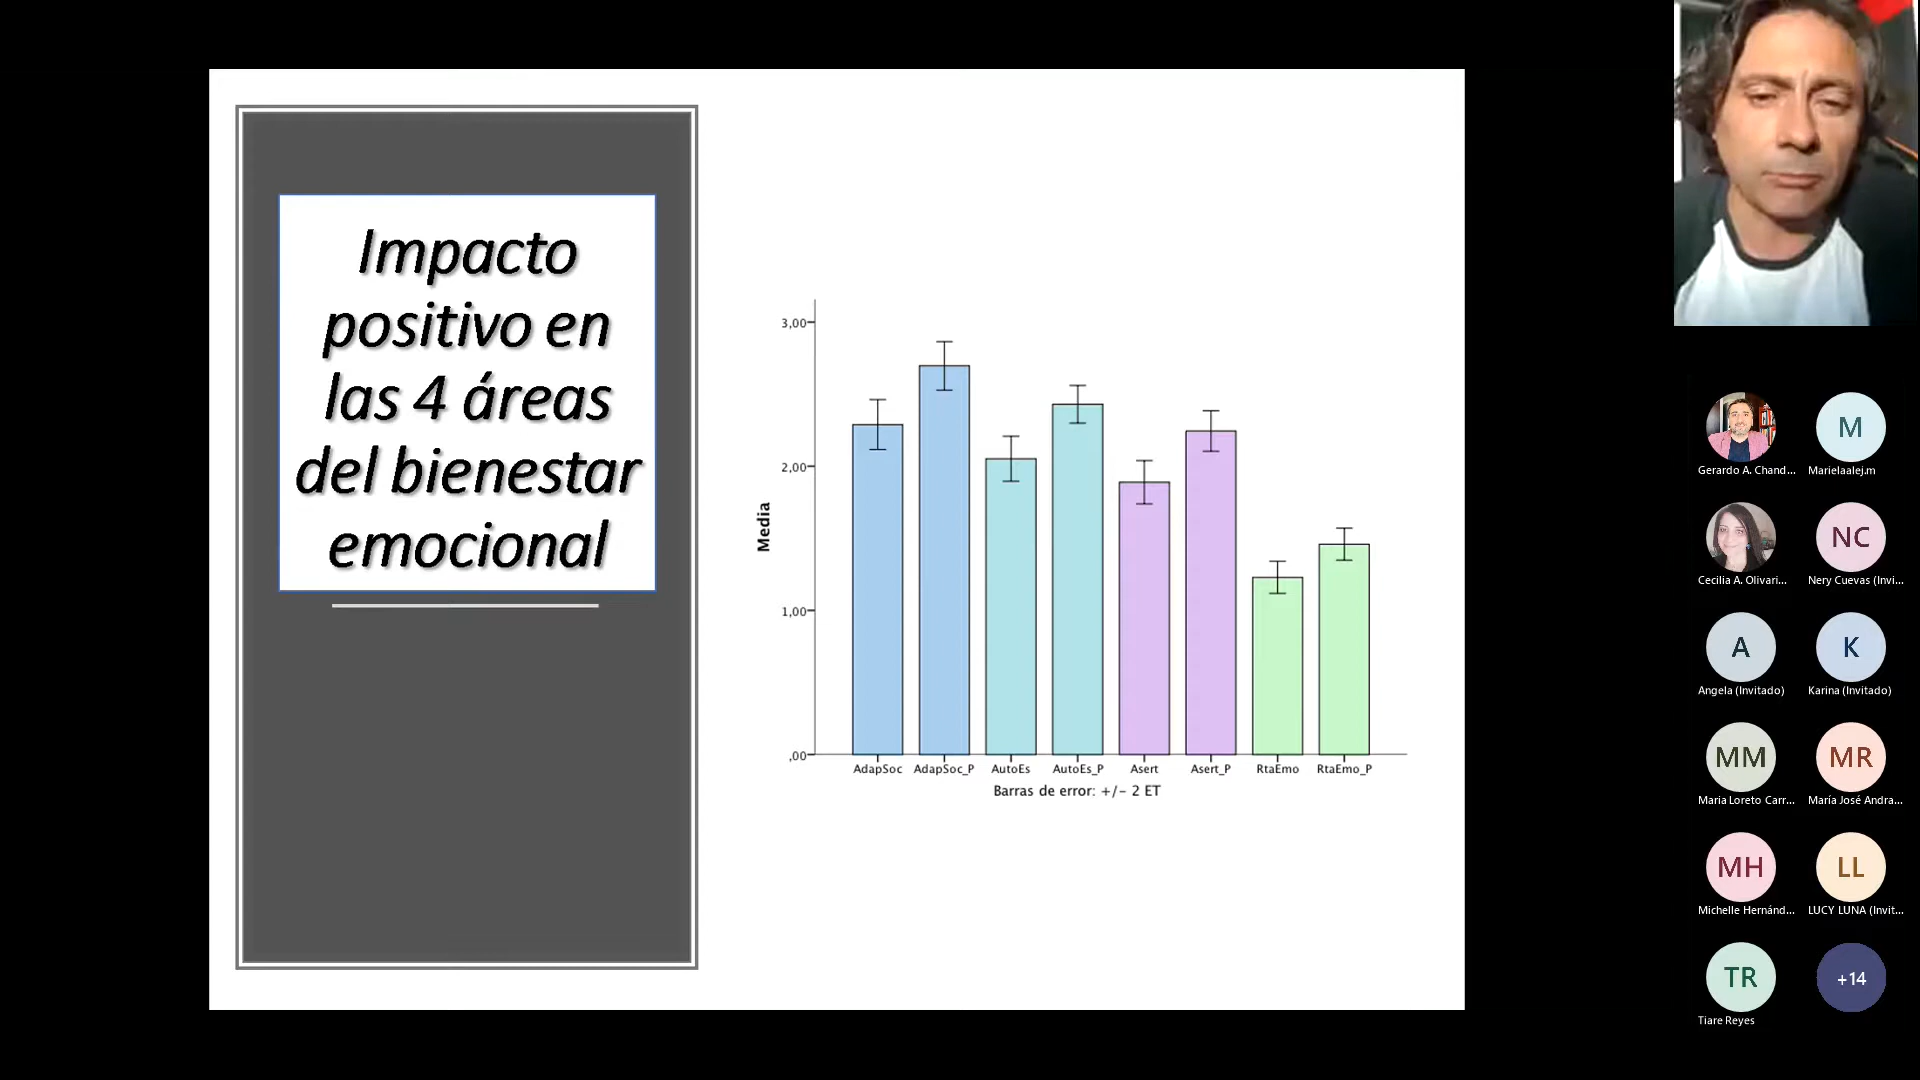 Impacto
positivo en
las 4 áreas
del bienestar
emocional
3,00
2,00
1,00
,00
Media
AdapSoc AdapSoc_P AutoEs AutoEs_P Asert Asert_P RtaEmo RtaEmo_P
Barras de error: +/- 2 ET
Gerardo A. Chand...
M
Marielaalej.m
Cecilia A. Olivari...
NC
Nery Cuevas (Invi...
A
Angela (Invitado)
K
Karina (Invitado)
MM
Maria Loreto Carr...
MR
María José Andra...
MH
Michelle Hernánd...
LL
LUCY LUNA (Invit...
TR
Tiare Reyes
+14